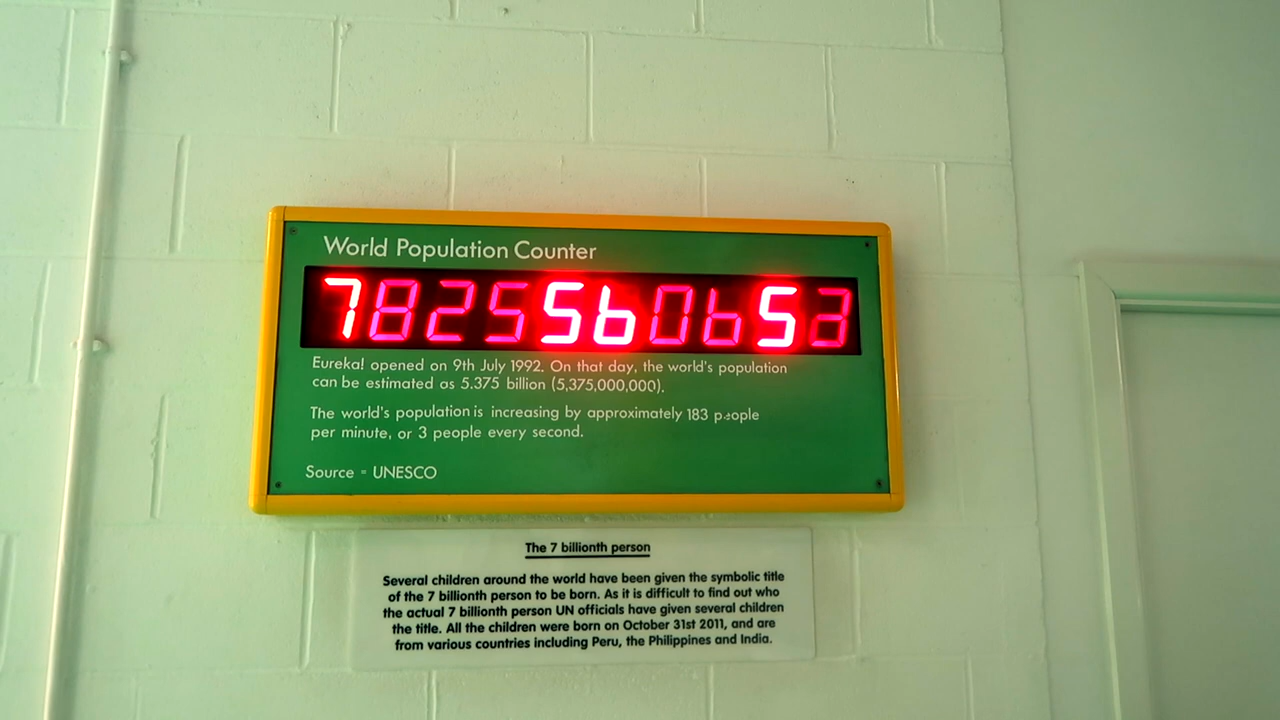 World Population Counter
7825560653
Eureka! opened on 9th July 1992. On that day, the world's population
can be estimated as 5.375 billion (5,375,000,000).
The world's population is increasing by approximately 183 people
per minute, or 3 people every second.
Source = UNESCO
The 7 billionth person
Several children around the world have been given the symbolic title
of the 7 billionth person to be born. As it is difficult to find out who
the actual 7 billionth person UN officials have given several children
the title. All the children were born on October 31st 2011, and are
from various countries including Peru, the Philippines and India.